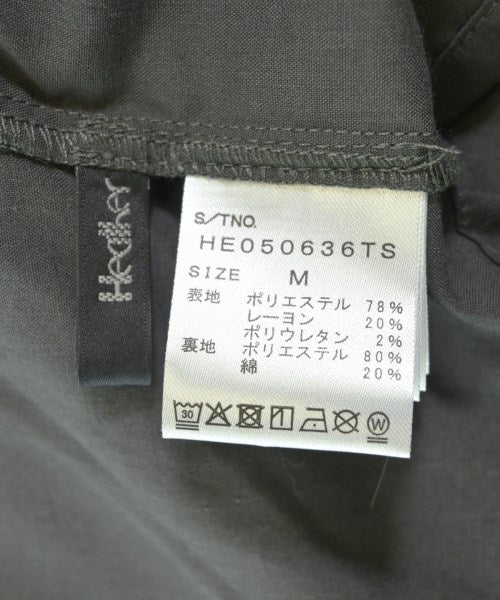 Heather
S/TNO.
HE050636TS
SIZE M
表地 ポリエステル 78%
レーヨン 20%
ポリウレタン 2%
裏地 ポリエステル 80%
綿 20%
30 W